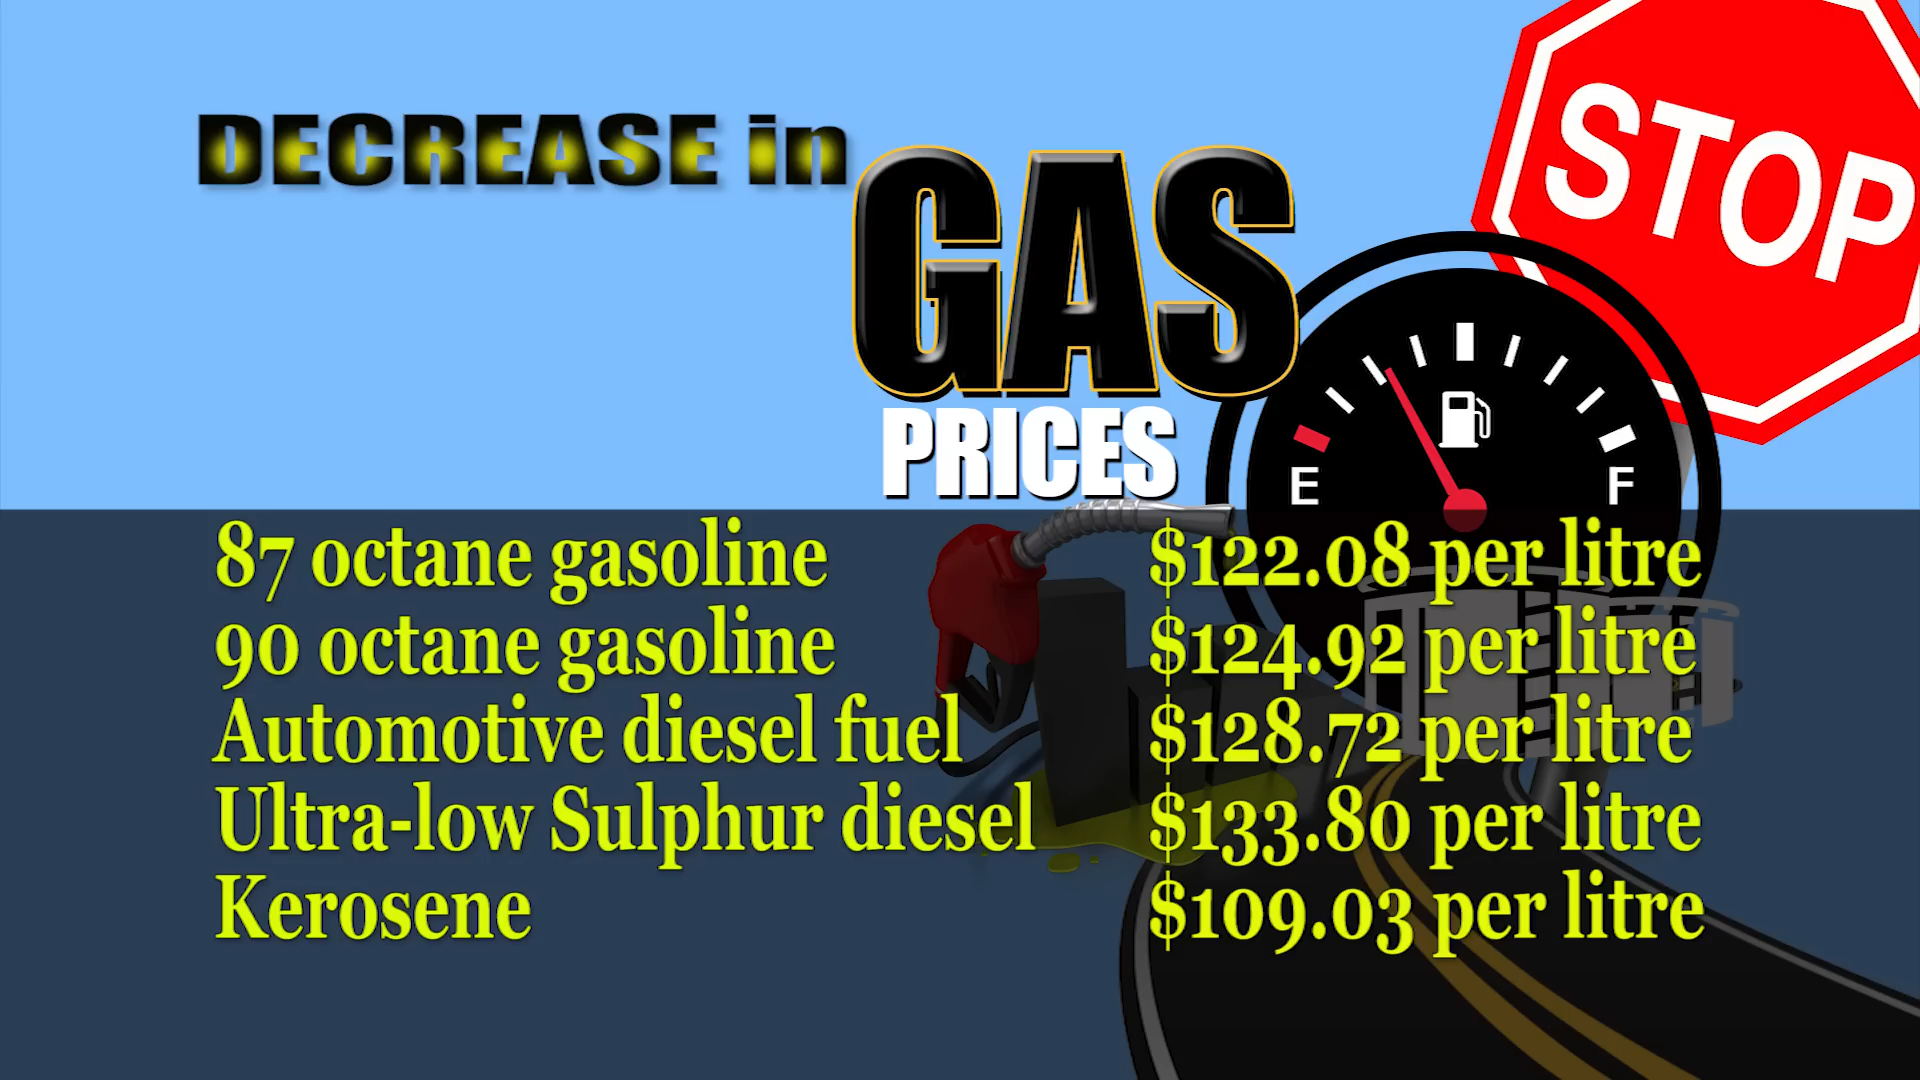 DECREASE in
GAS
PRICES
STOP
E F
87 octane gasoline $122.08 per litre
90 octane gasoline $124.92 per litre
Automotive diesel fuel $128.72 per litre
Ultra-low Sulphur diesel $133.80 per litre
Kerosene $109.03 per litre